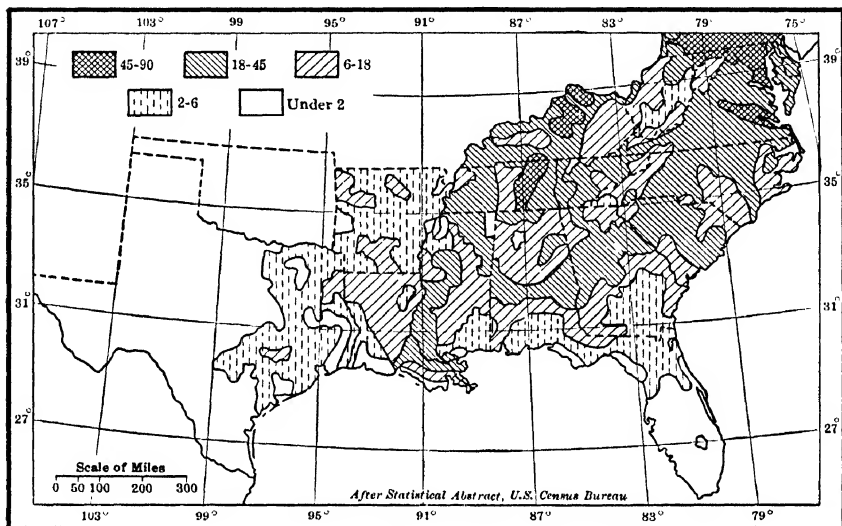 107° 103° 99 95° 91° 87° 83° 79° 75°
45-90 18-45 6-18
2-6 Under 2
39° 39°
35° 35°
31° 31°
27° 27°
Scale of Miles
0 50 100 200 300
After Statistical Abstract, U.S. Census Bureau
103° 99° 95° 91° 87° 83° 79°